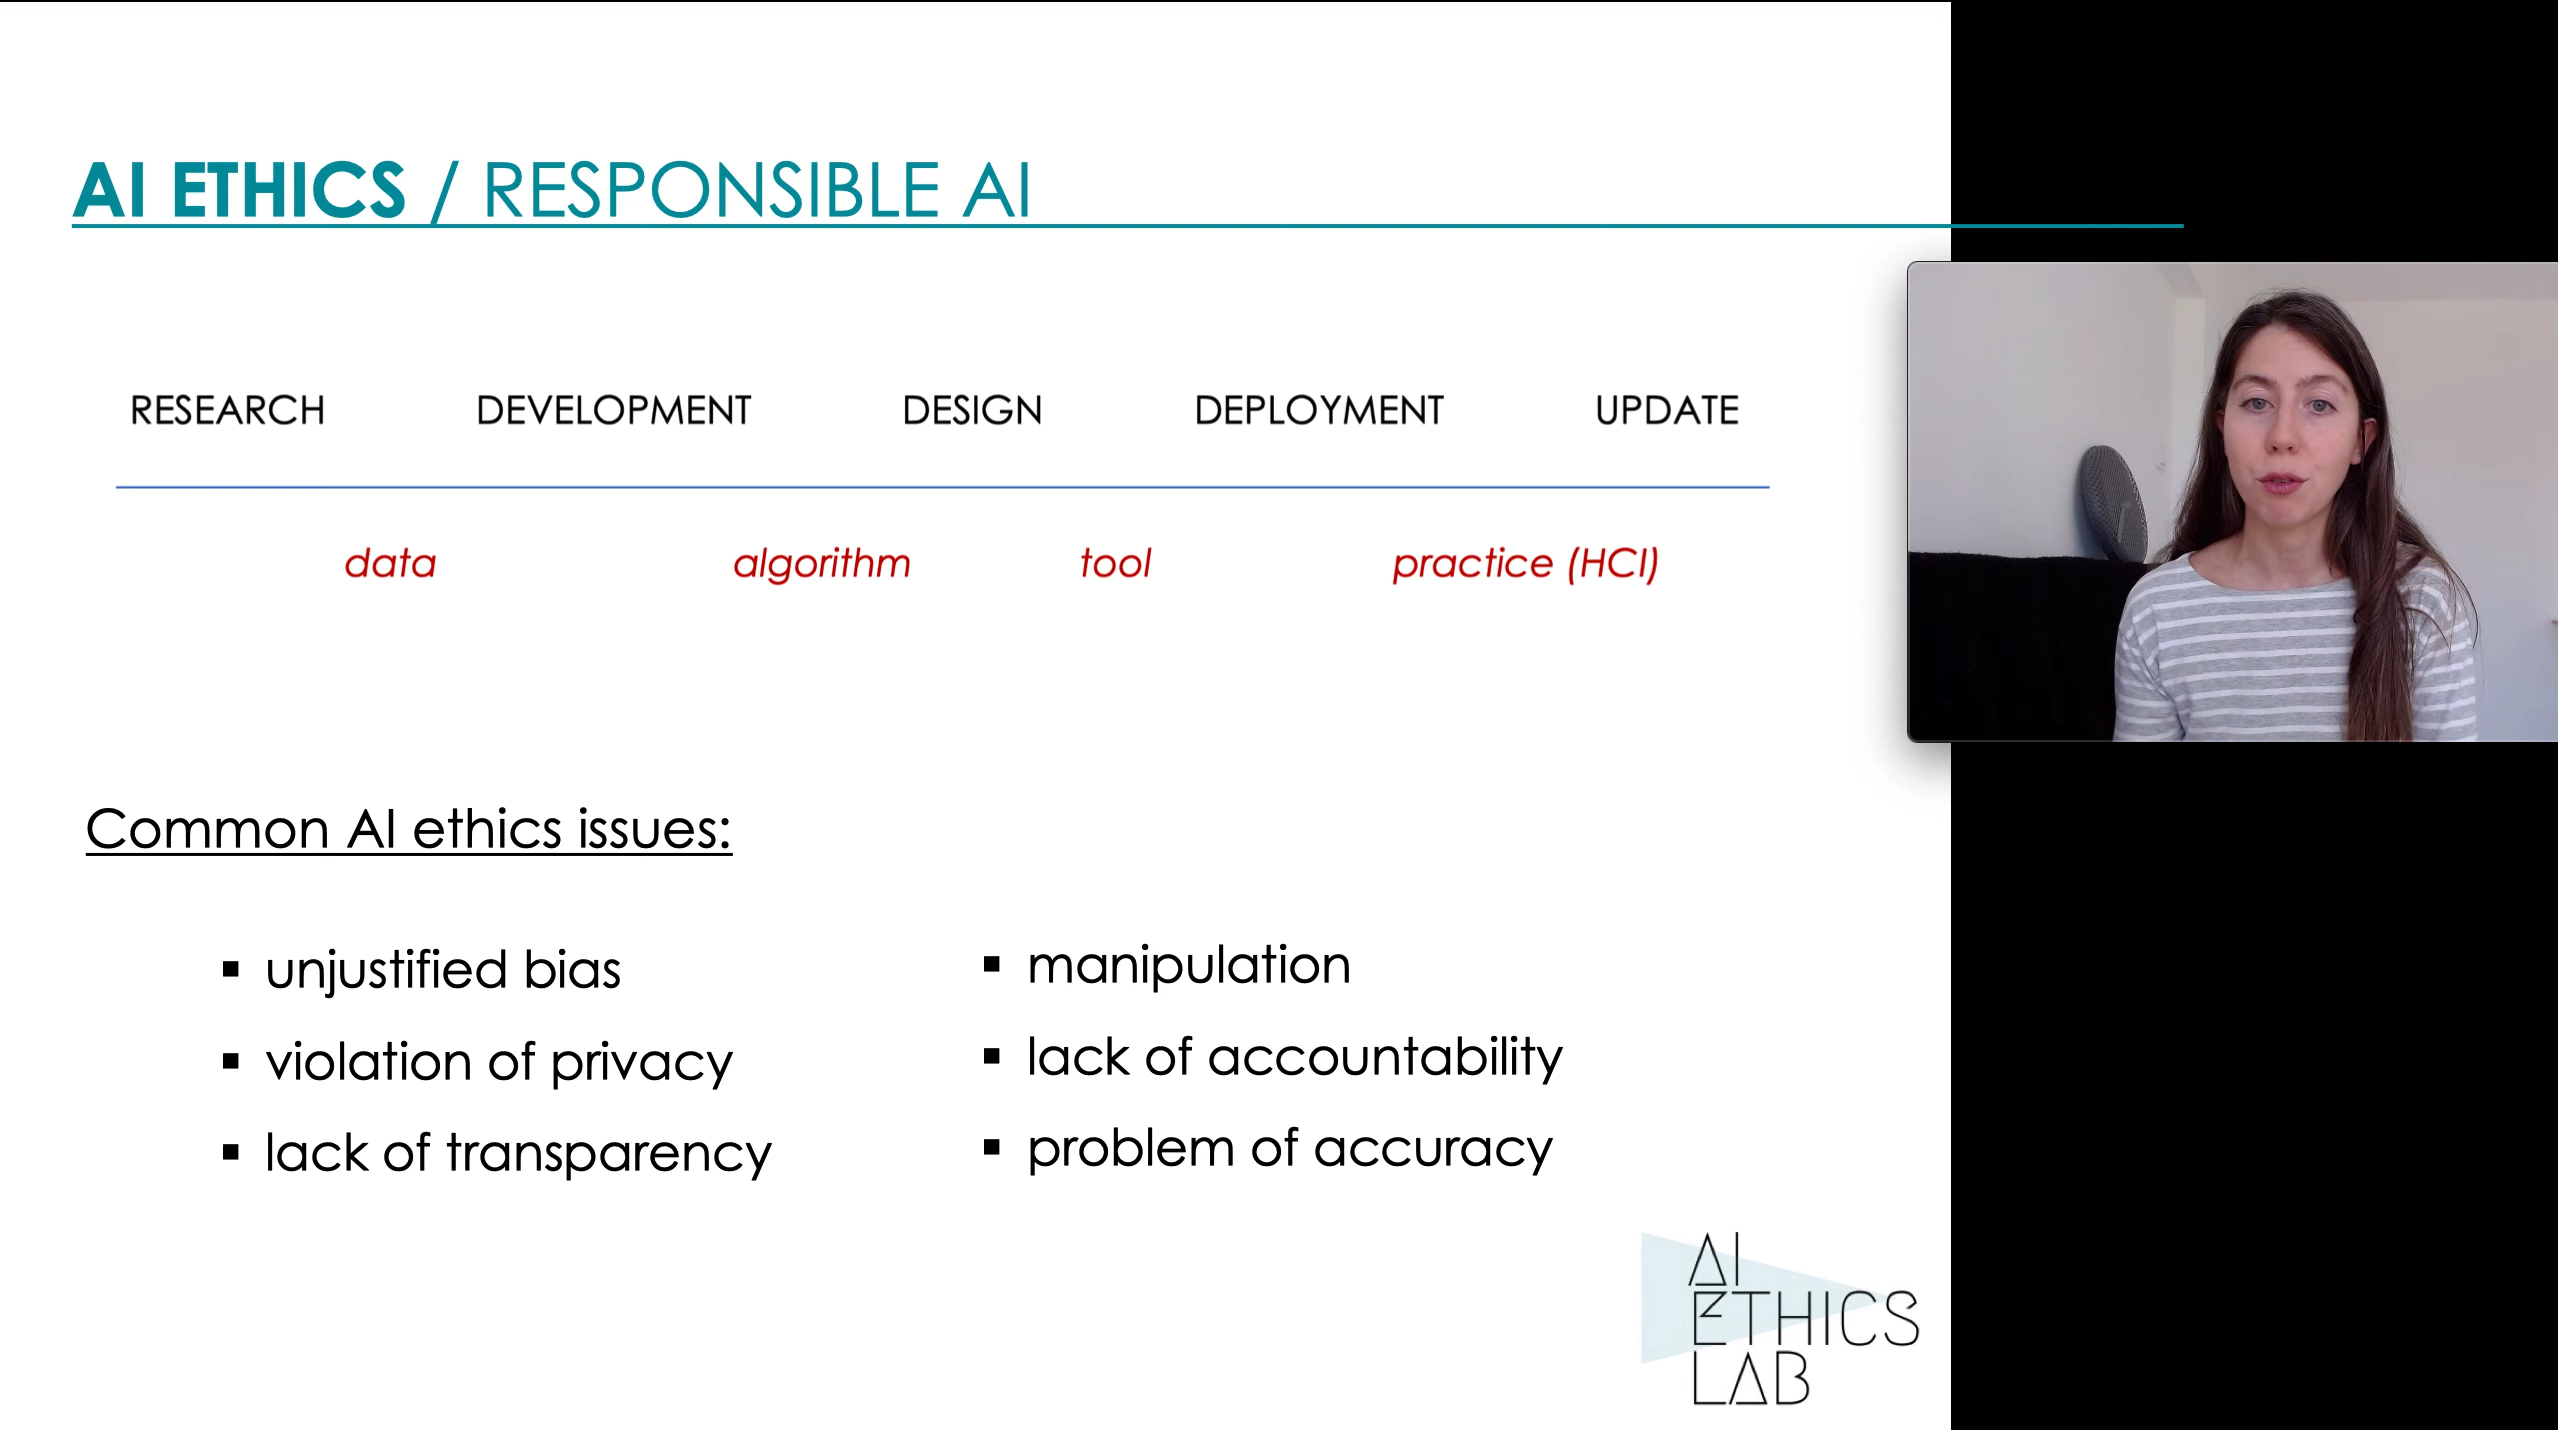 AI ETHICS / RESPONSIBLE AI
RESEARCH DEVELOPMENT DESIGN DEPLOYMENT UPDATE
data algorithm tool practice (HCI)
Common AI ethics issues:
▪ unjustified bias
▪ violation of privacy
▪ lack of transparency
▪ manipulation
▪ lack of accountability
▪ problem of accuracy
AI
ETHICS
LAB